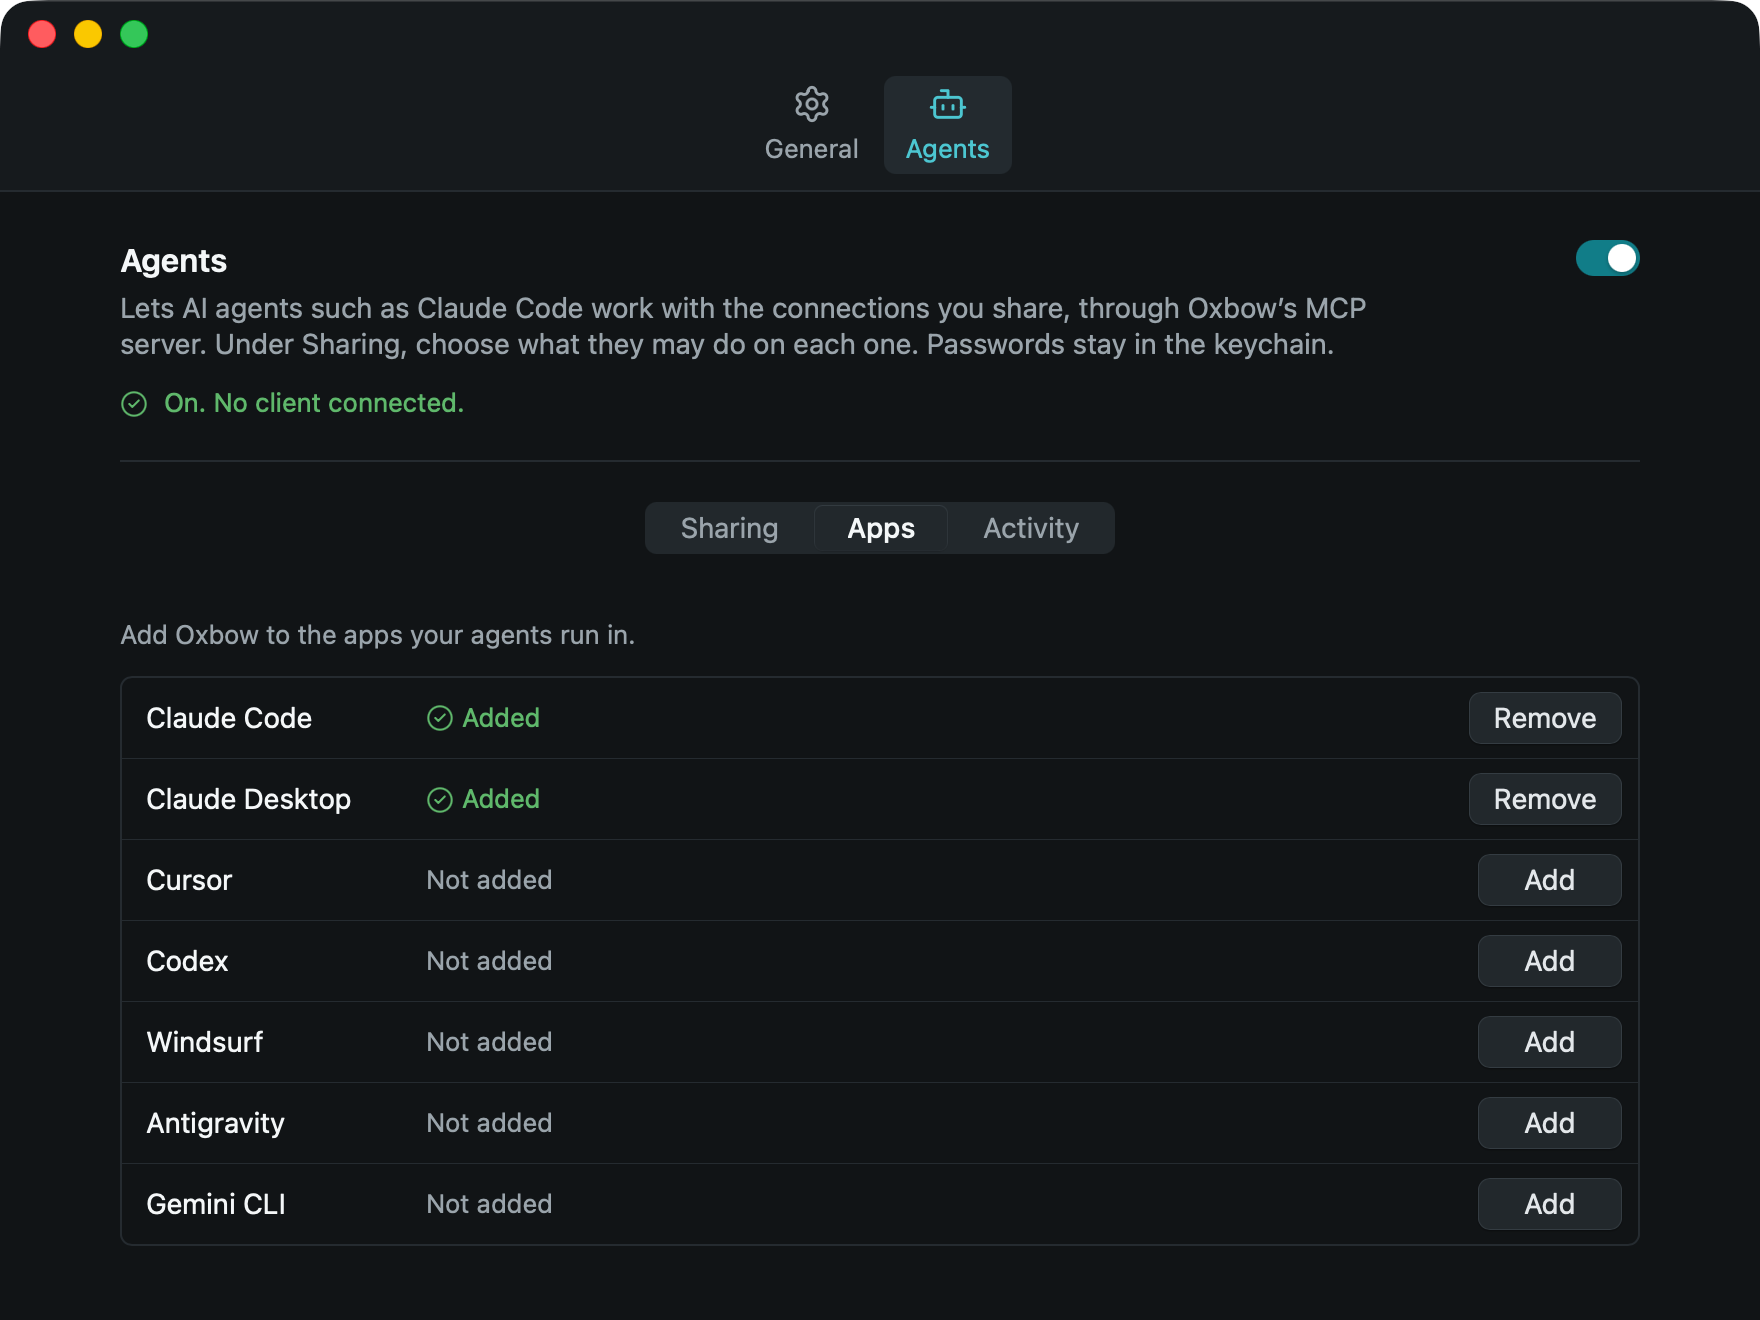 General
Agents
Agents
Lets AI agents such as Claude Code work with the connections you share, through Oxbow’s MCP
server. Under Sharing, choose what they may do on each one. Passwords stay in the keychain.
On. No client connected.
Sharing Apps Activity
Add Oxbow to the apps your agents run in.
Claude Code Added Remove
Claude Desktop Added Remove
Cursor Not added Add
Codex Not added Add
Windsurf Not added Add
Antigravity Not added Add
Gemini CLI Not added Add